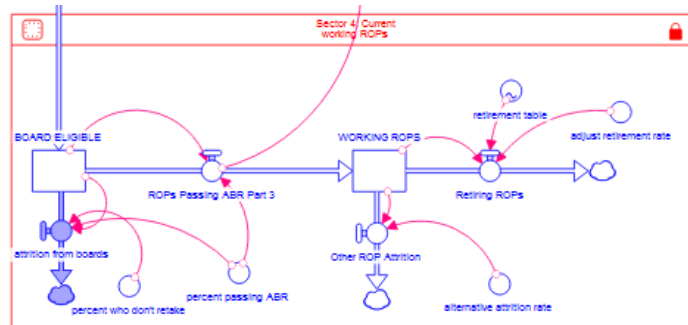 Sector 4: Current
working ROPs
retirement table
adjust retirement rate
BOARD ELIGIBLE
WORKING ROPS
ROPs Passing ABR Part 3
Retiring ROPs
attrition from boards
Other ROP Attrition
percent who don't retake
percent passing ABR
alternative attrition rate